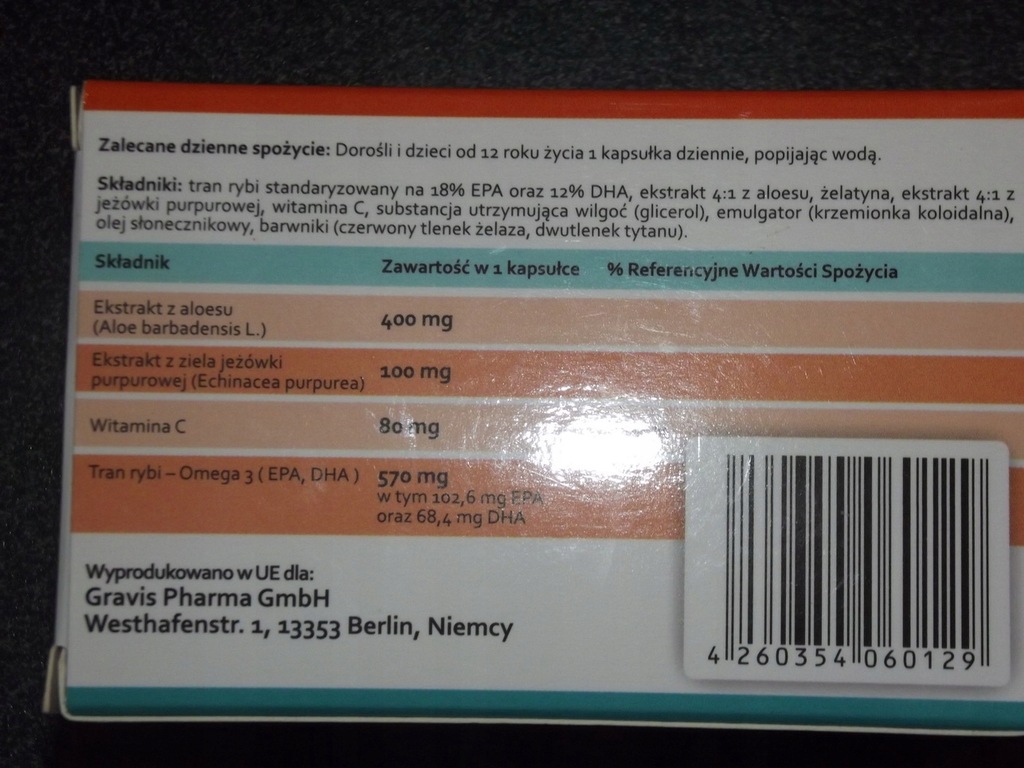 Zalecane dzienne spożycie: Dorośli i dzieci od 12 roku życia 1 kapsułka dziennie, popijając wodą.
Składniki: tran rybi standaryzowany na 18% EPA oraz 12% DHA, ekstrakt 4:1 z aloesu, żelatyna, ekstrakt 4:1 z
jeżówki purpurowej, witamina C, substancja utrzymująca wilgoć (glicerol), emulgator (krzemionka koloidalna),
olej słonecznikowy, barwniki (czerwony tlenek żelaza, dwutlenek tytanu).
Składnik Zawartość w 1 kapsułce % Referencyjne Wartości Spożycia
Ekstrakt z aloesu
(Aloe barbadensis L.) 400 mg
Ekstrakt z ziela jeżówki
purpurowej (Echinacea purpurea) 100 mg
Witamina C 80 mg
Tran rybi – Omega 3 ( EPA, DHA ) 570 mg
w tym 102,6 mg EPA
oraz 68,4 mg DHA
Wyprodukowano w UE dla:
Gravis Pharma GmbH
Westhafenstr. 1, 13353 Berlin, Niemcy
4 260354 060129